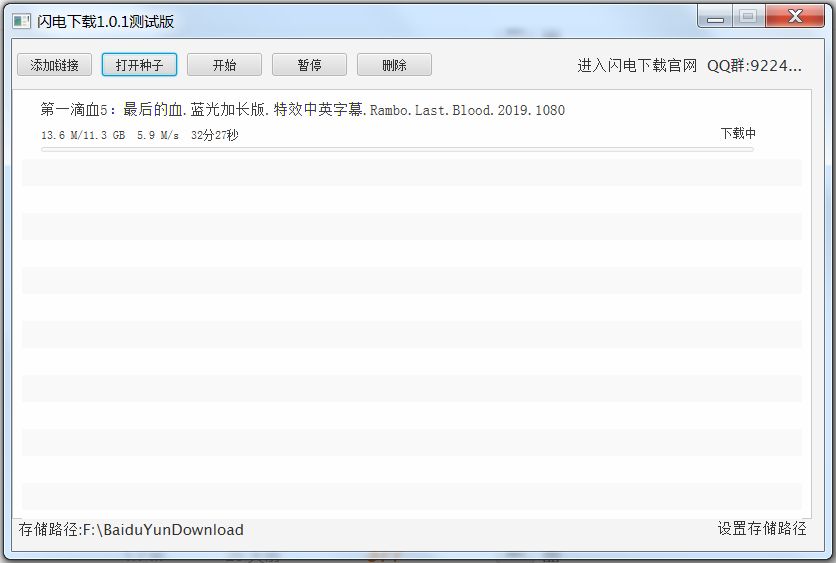 闪电下载1.0.1测试版
添加链接 打开种子 开始 暂停 删除 进入闪电下载官网 QQ群:9224...
第一滴血5：最后的血.蓝光加长版.特效中英字幕.Rambo.Last.Blood.2019.1080
13.6 M/11.3 GB 5.9 M/s 32分27秒 下载中
存储路径:F:\BaiduYunDownload 设置存储路径